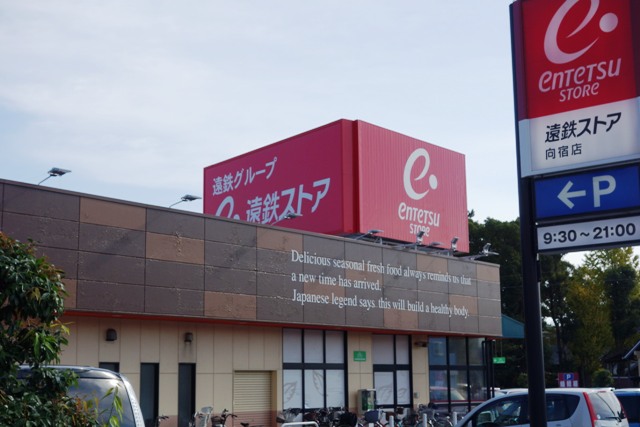 遠鉄グループ
e 遠鉄ストア
e
entetsu
STORE
Delicious seasonal fresh food always reminds us that
a new time has arrived.
Japanese legend says this will build a healthy body.
e
entetsu
STORE
遠鉄ストア
向宿店
←P
9:30～21:00